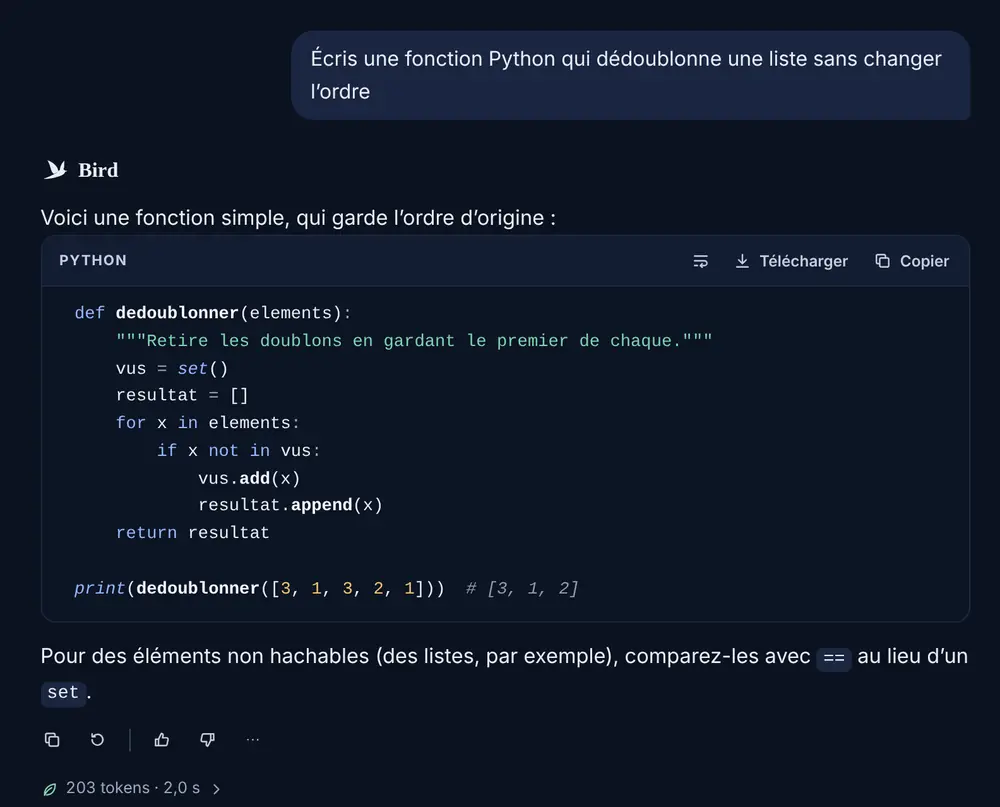 Écris une fonction Python qui dédoublonne une liste sans changer
l’ordre
Bird
Voici une fonction simple, qui garde l’ordre d’origine :
PYTHON
Télécharger
Copier
def dedoublonner(elements):
    """Retire les doublons en gardant le premier de chaque."""
    vus = set()
    resultat = []
    for x in elements:
        if x not in vus:
            vus.add(x)
            resultat.append(x)
    return resultat

print(dedoublonner([3, 1, 3, 2, 1]))  # [3, 1, 2]
Pour des éléments non hachables (des listes, par exemple), comparez-les avec == au lieu d’un
set.
203 tokens · 2,0 s